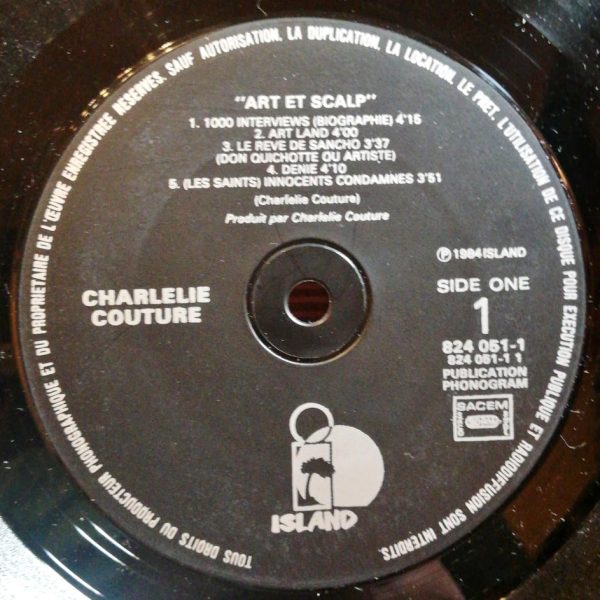 TOUS DROITS DU PRODUCTEUR PHONOGRAPHIQUE ET DU PROPRIETAIRE DE L'ŒUVRE ENREGISTREE RESERVES. SAUF AUTORISATION, LA DUPLICATION, LA LOCATION, LE PRET, L'UTILISATION DE CE DISQUE POUR EXECUTION PUBLIQUE ET RADIODIFFUSION SONT INTERDITS.
"ART ET SCALP"
1. 1000 INTERVIEWS (BIOGRAPHIE) 4'15
2. ART LAND 4'00
3. LE REVE DE SANCHO 3'37
(DON QUICHOTTE OU ARTISTE)
4. DENIE 4'10
5. (LES SAINTS) INNOCENTS CONDAMNES 3'51
(Charlelie Couture)
Produit par Charlelie Couture
℗ 1984 ISLAND
CHARLELIE
COUTURE
SIDE ONE
1
824 051-1
824 051-1 1
PUBLICATION
PHONOGRAM
SACEM
ISLAND